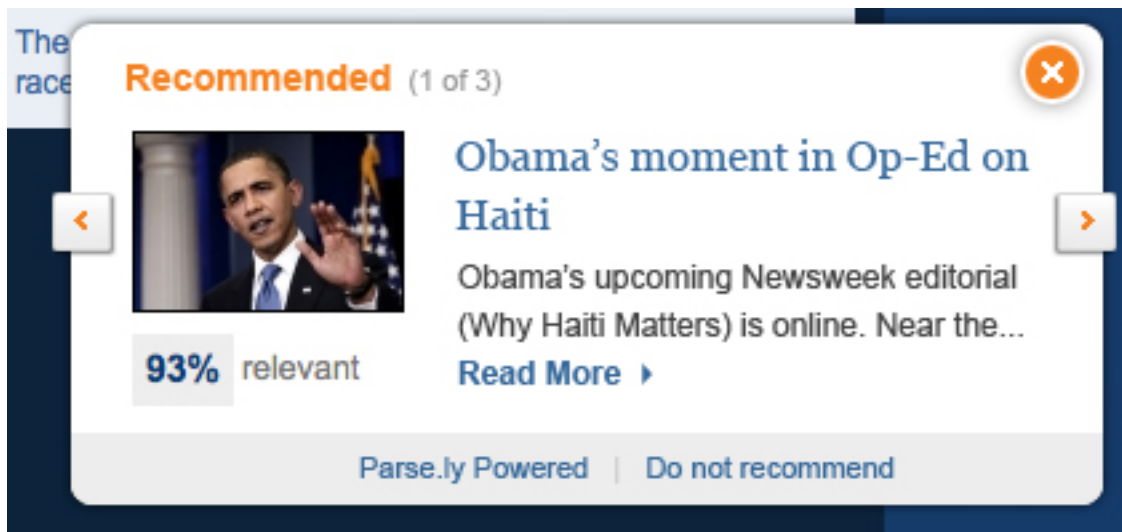 The
race
Recommended (1 of 3)
Obama's moment in Op-Ed on
Haiti
Obama's upcoming Newsweek editorial
(Why Haiti Matters) is online. Near the...
Read More
93% relevant
Parse.ly Powered | Do not recommend